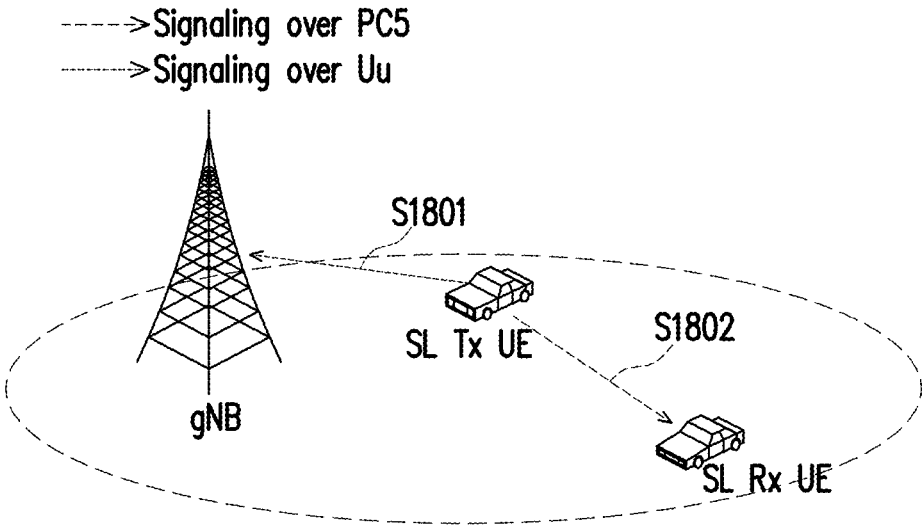 Signaling over PC5
Signaling over Uu
S1801
SL Tx UE
S1802
gNB
SL Rx UE